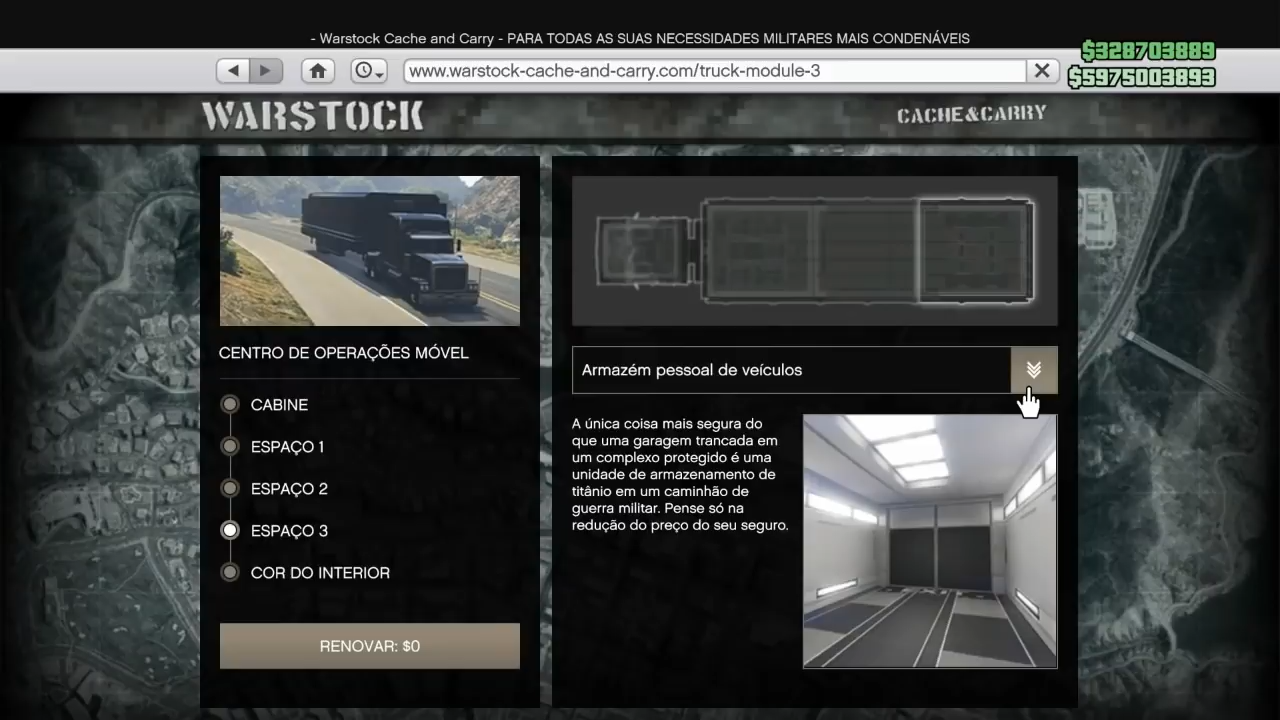 - Warstock Cache and Carry - PARA TODAS AS SUAS NECESSIDADES MILITARES MAIS CONDENÁVEIS
$328703889
www.warstock-cache-and-carry.com/truck-module-3
$5975003893
WARSTOCK
CACHE&CARRY
CENTRO DE OPERAÇÕES MÓVEL
CABINE
ESPAÇO 1
ESPAÇO 2
ESPAÇO 3
COR DO INTERIOR
RENOVAR: $0
Armazém pessoal de veículos
A única coisa mais segura do
que uma garagem trancada em
um complexo protegido é uma
unidade de armazenamento de
titânio em um caminhão de
guerra militar. Pense só na
redução do preço do seu seguro.